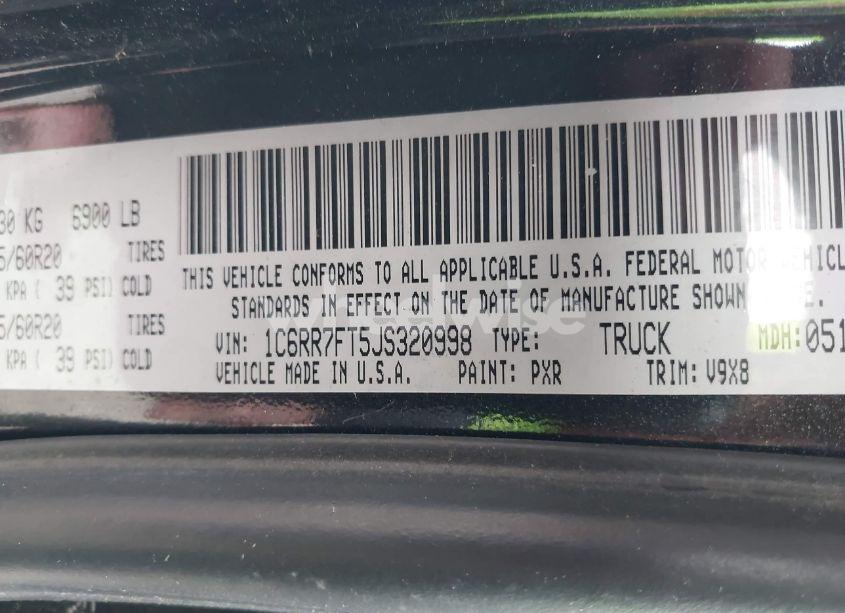 30 KG 6900 LB
5/60R20 TIRES
KPA ( 39 PSI) COLD
5/60R20 TIRES
KPA ( 39 PSI) COLD
THIS VEHICLE CONFORMS TO ALL APPLICABLE U.S.A. FEDERAL MOTOR VEHICL
STANDARDS IN EFFECT ON THE DATE OF MANUFACTURE SHOWN
VIN: 1C6RR7FT5JS320998 TYPE: TRUCK MDH:051
VEHICLE MADE IN U.S.A. PAINT: PXR TRIM: V9X8